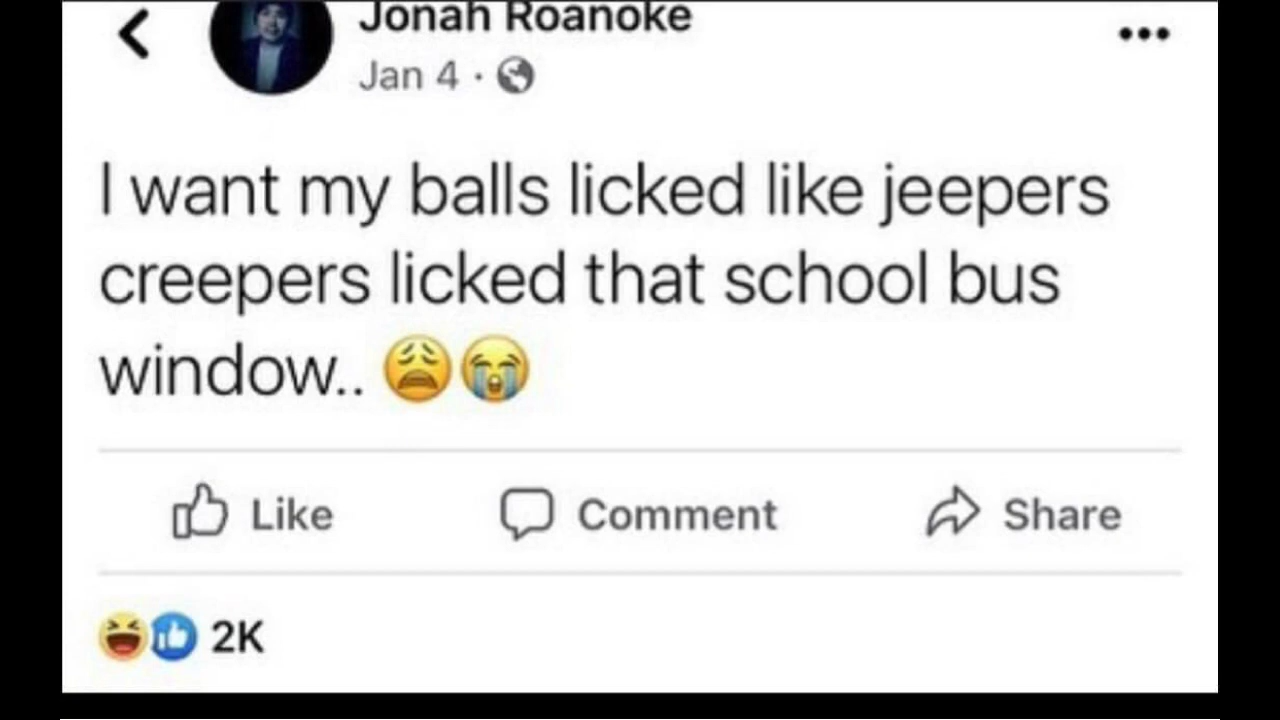 Jonah Roanoke
Jan 4 ·
I want my balls licked like jeepers
creepers licked that school bus
window.. 😩😭
Like Comment Share
2K